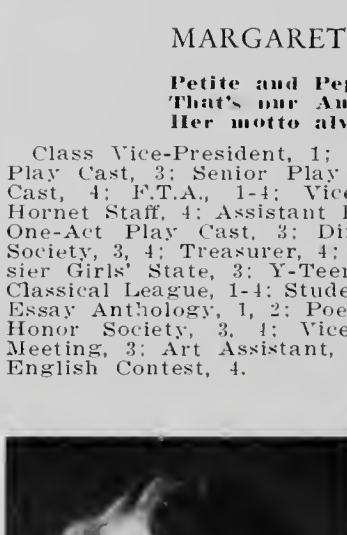 MARGARET
Petite and Pe
That's our
Her motto
Class Vice-President, 1;
Play Cast, 3; Senior Play
Cast, 4; F.T.A., 1-4; Vice
Hornet Staff, 4; Assistant
One-Act Play Cast, 3; Di
Society, 3, 4; Treasurer, 4;
sier Girls' State, 3; Y-Teen
Classical League, 1-4; Stude
Essay Anthology, 1, 2; Poe
Honor Society, 3, 4; Vice
Meeting, 3; Art Assistant,
English Contest, 4.